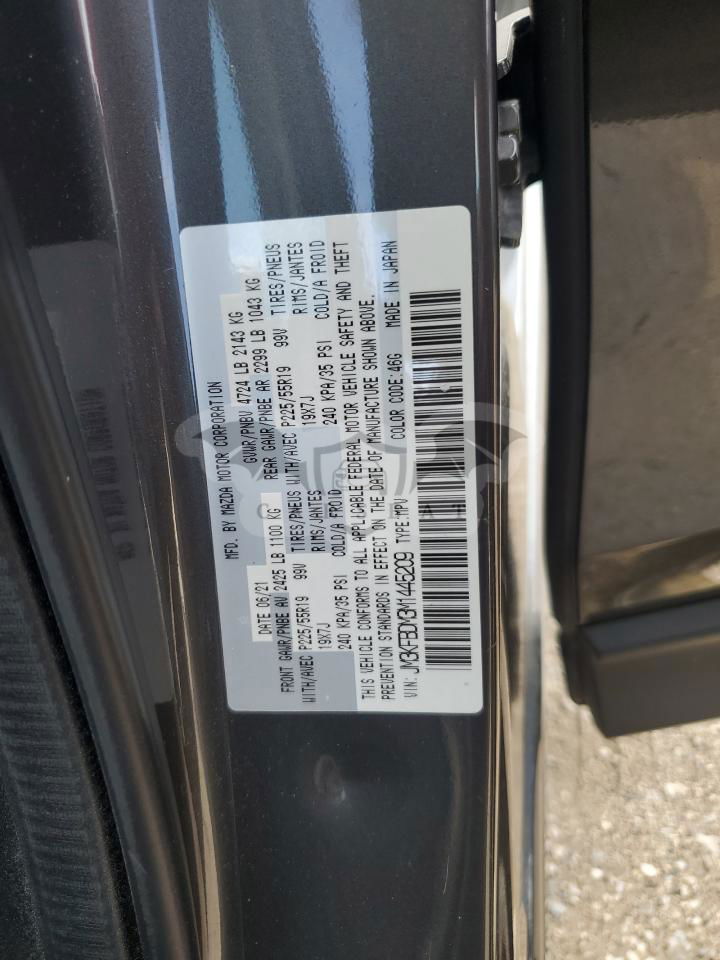 MFD. BY MAZDA MOTOR CORPORATION
DATE 06/21 GVWR/PNBV 4724 LB 2143 KG
FRONT GAWR/PNBE AV 2425 LB 1100 KG REAR GAWR/PNBE AR 2299 LB 1043 KG
WITH/AVEC P225/55R19 99V TIRES/PNEUS WITH/AVEC P225/55R19 99V TIRES/PNEUS
19X7J RIMS/JANTES 19X7J RIMS/JANTES
240 KPA/35 PSI COLD/A FROID 240 KPA/35 PSI COLD/A FROID
THIS VEHICLE CONFORMS TO ALL APPLICABLE FEDERAL MOTOR VEHICLE SAFETY AND THEFT
PREVENTION STANDARDS IN EFFECT ON THE DATE OF MANUFACTURE SHOWN ABOVE.
VIN: JM3KFBDM3M1445209 TYPE:MPV COLOR CODE:46G MADE IN JAPAN